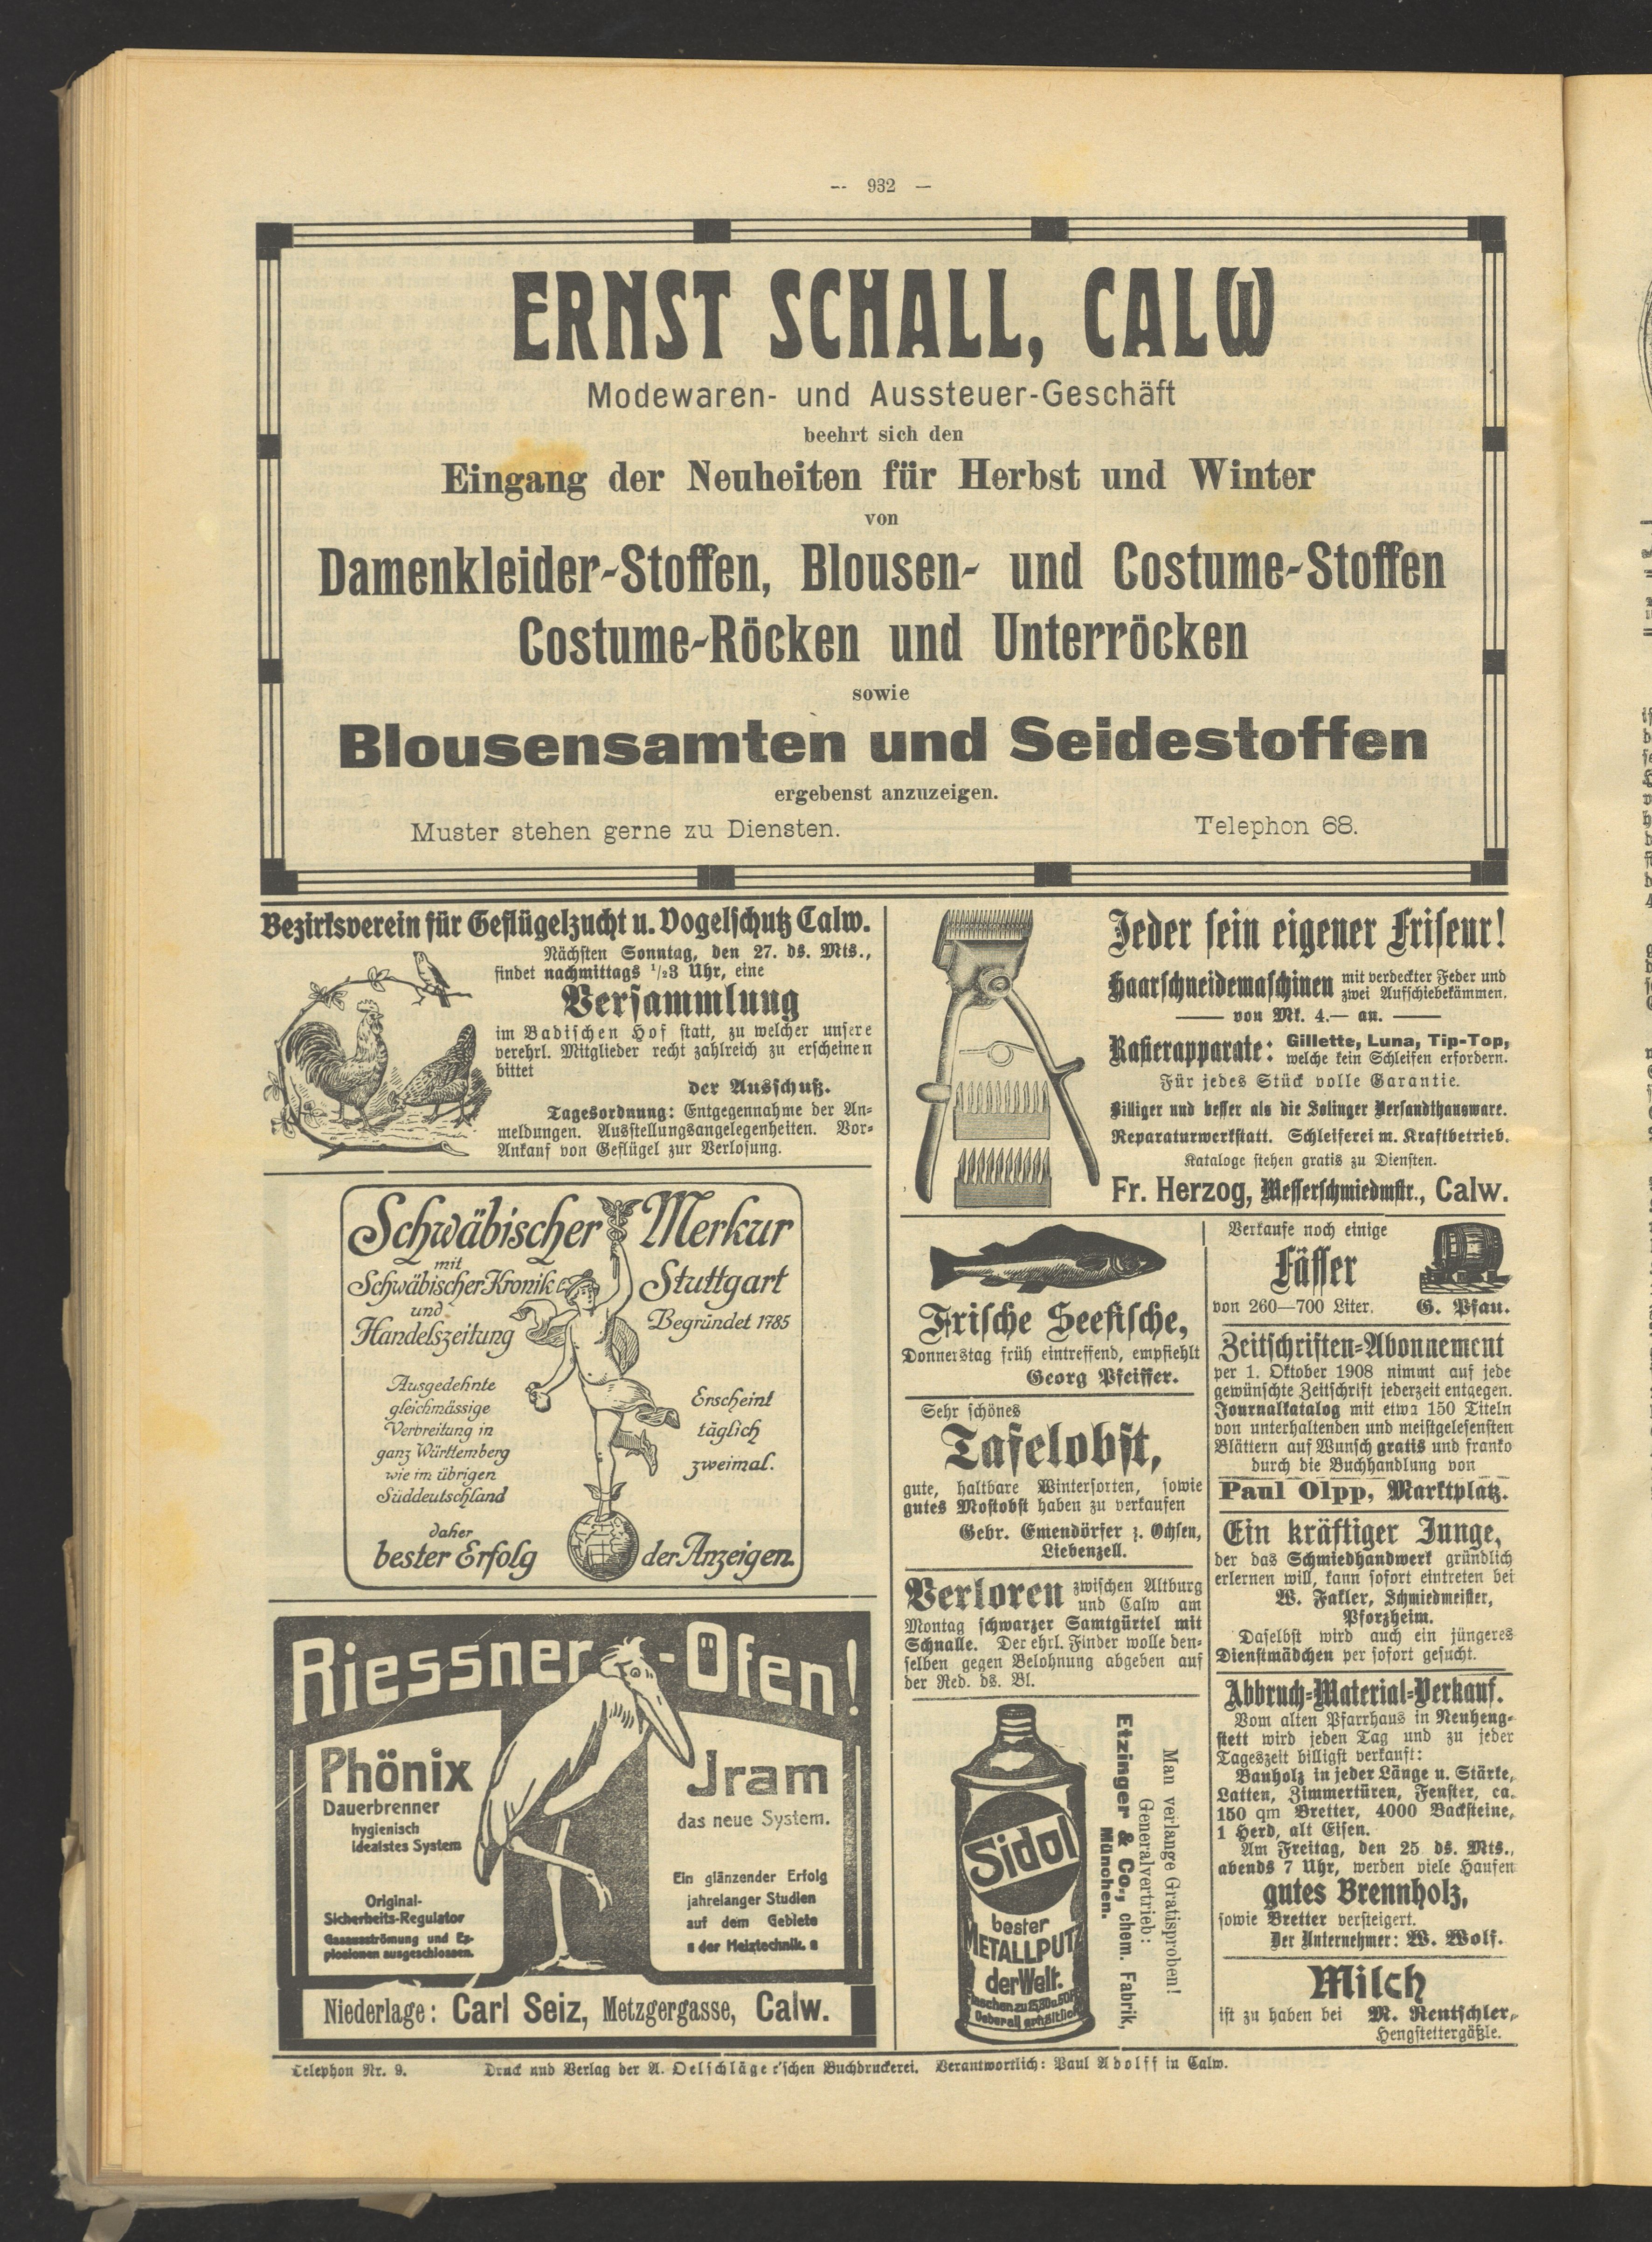 -- 932 —
ERNST SCHALL, CALW
Modewaren- und Aussteuer-Geschäft
beehrt sich den
Eingang der Neuheiten für Herbst und Winter
von
Damenkleider-Stoffen, Blousen- und Costume-Stoffen
Costume-Röcken und Unterröcken
sowie
Blousensamten und Seidestoffen
ergebenst anzuzeigen.
Muster stehen gerne zu Diensten. Telephon 68.
Bezirksverein für Geflügelzucht u. Vogelschutz Calw.
Nächsten Sonntag, den 27. ds. Mts.,
findet nachmittags 1/23 Uhr, eine
Versammlung
im Badischen Hof statt, zu welcher unsere
verehrl. Mitglieder recht zahlreich zu erscheinen
bittet
der Ausschuß.
Tagesordnung: Entgegennahme der An-
meldungen. Ausstellungsangelegenheiten. Vor-
Ankauf von Geflügel zur Verlosung.
Schwäbischer Merkur
mit
Schwäbischer Kronik
und
Handelszeitung
Stuttgart
Begründet 1785
Ausgedehnte
gleichmässige
Verbreitung in
ganz Württemberg
wie im übrigen
Süddeutschland
Erscheint
täglich
zweimal.
daher
bester Erfolg der Anzeigen.
Riessner-Öfen!
Phönix
Dauerbrenner
hygienisch
idealstes System
Original-
Sicherheits-Regulator
Gasausströmung und Ex-
plosionen ausgeschlossen.
Jram
das neue System.
Ein glänzender Erfolg
jahrelanger Studien
auf dem Gebiete
der Heiztechnik.
Niederlage: Carl Seiz, Metzgergasse, Calw.
Jeder sein eigener Friseur!
Haarschneidemaschinen mit verdeckter Feder und
zwei Aufschiebekämmen.
von Mk. 4.— an.
Rasierapparate: Gillette, Luna, Tip-Top,
welche kein Schleifen erfordern.
Für jedes Stück volle Garantie.
Billiger und besser als die Solinger Versandthausware.
Reparaturwerkstatt. Schleiferei m. Kraftbetrieb.
Kataloge stehen gratis zu Diensten.
Fr. Herzog, Messerschmiedmstr., Calw.
Frische Seefische,
Donnerstag früh eintreffend, empfiehlt
Georg Pfeiffer.
Sehr schönes
Tafelobst,
gute, haltbare Wintersorten, sowie
gutes Mostobst haben zu verkaufen
Gebr. Emendörfer z. Ochsen,
Liebenzell.
Verloren zwischen Altburg
und Calw am
Montag schwarzer Samtgürtel mit
Schnalle. Der ehrl. Finder wolle den-
selben gegen Belohnung abgeben auf
der Red. ds. Bl.
Sidol
bester
METALLPUTZ
der Welt.
Flaschen zu 15,30 u. 50 Pf.
Ueberall erhältlich
Man verlange Gratisproben!
Generalvertrieb:
Etzinger & Co., chem. Fabrik,
München.
Verkaufe noch einige
Fässer
von 260—700 Liter. G. Pfau.
Zeitschriften-Abonnement
per 1. Oktober 1908 nimmt auf jede
gewünschte Zeitschrift jederzeit entgegen.
Journalkatalog mit etwa 150 Titeln
von unterhaltenden und meistgelesensten
Blättern auf Wunsch gratis und franko
durch die Buchhandlung von
Paul Olpp, Marktplatz.
Ein kräftiger Junge,
der das Schmiedhandwerk gründlich
erlernen will, kann sofort eintreten bei
W. Fakler, Schmiedmeister,
Pforzheim.
Daselbst wird auch ein jüngeres
Dienstmädchen per sofort gesucht.
Abbruch-Material-Verkauf.
Vom alten Pfarrhaus in Neuheng-
stett wird jeden Tag und zu jeder
Tageszeit billigst verkauft:
Bauholz in jeder Länge u. Stärke,
Latten, Zimmertüren, Fenster, ca.
150 qm Bretter, 4000 Backsteine,
1 Herd, alt Eisen.
Am Freitag, den 25 ds. Mts.,
abends 7 Uhr, werden viele Haufen
gutes Brennholz,
sowie Bretter versteigert.
Der Unternehmer: W. Wolf.
Milch
ist zu haben bei M. Rentschler,
Hengstettergäßle.
Telephon Nr. 9. Druck und Verlag der A. Oelschläger'schen Buchdruckerei. Verantwortlich: Paul Adolff in Calw.